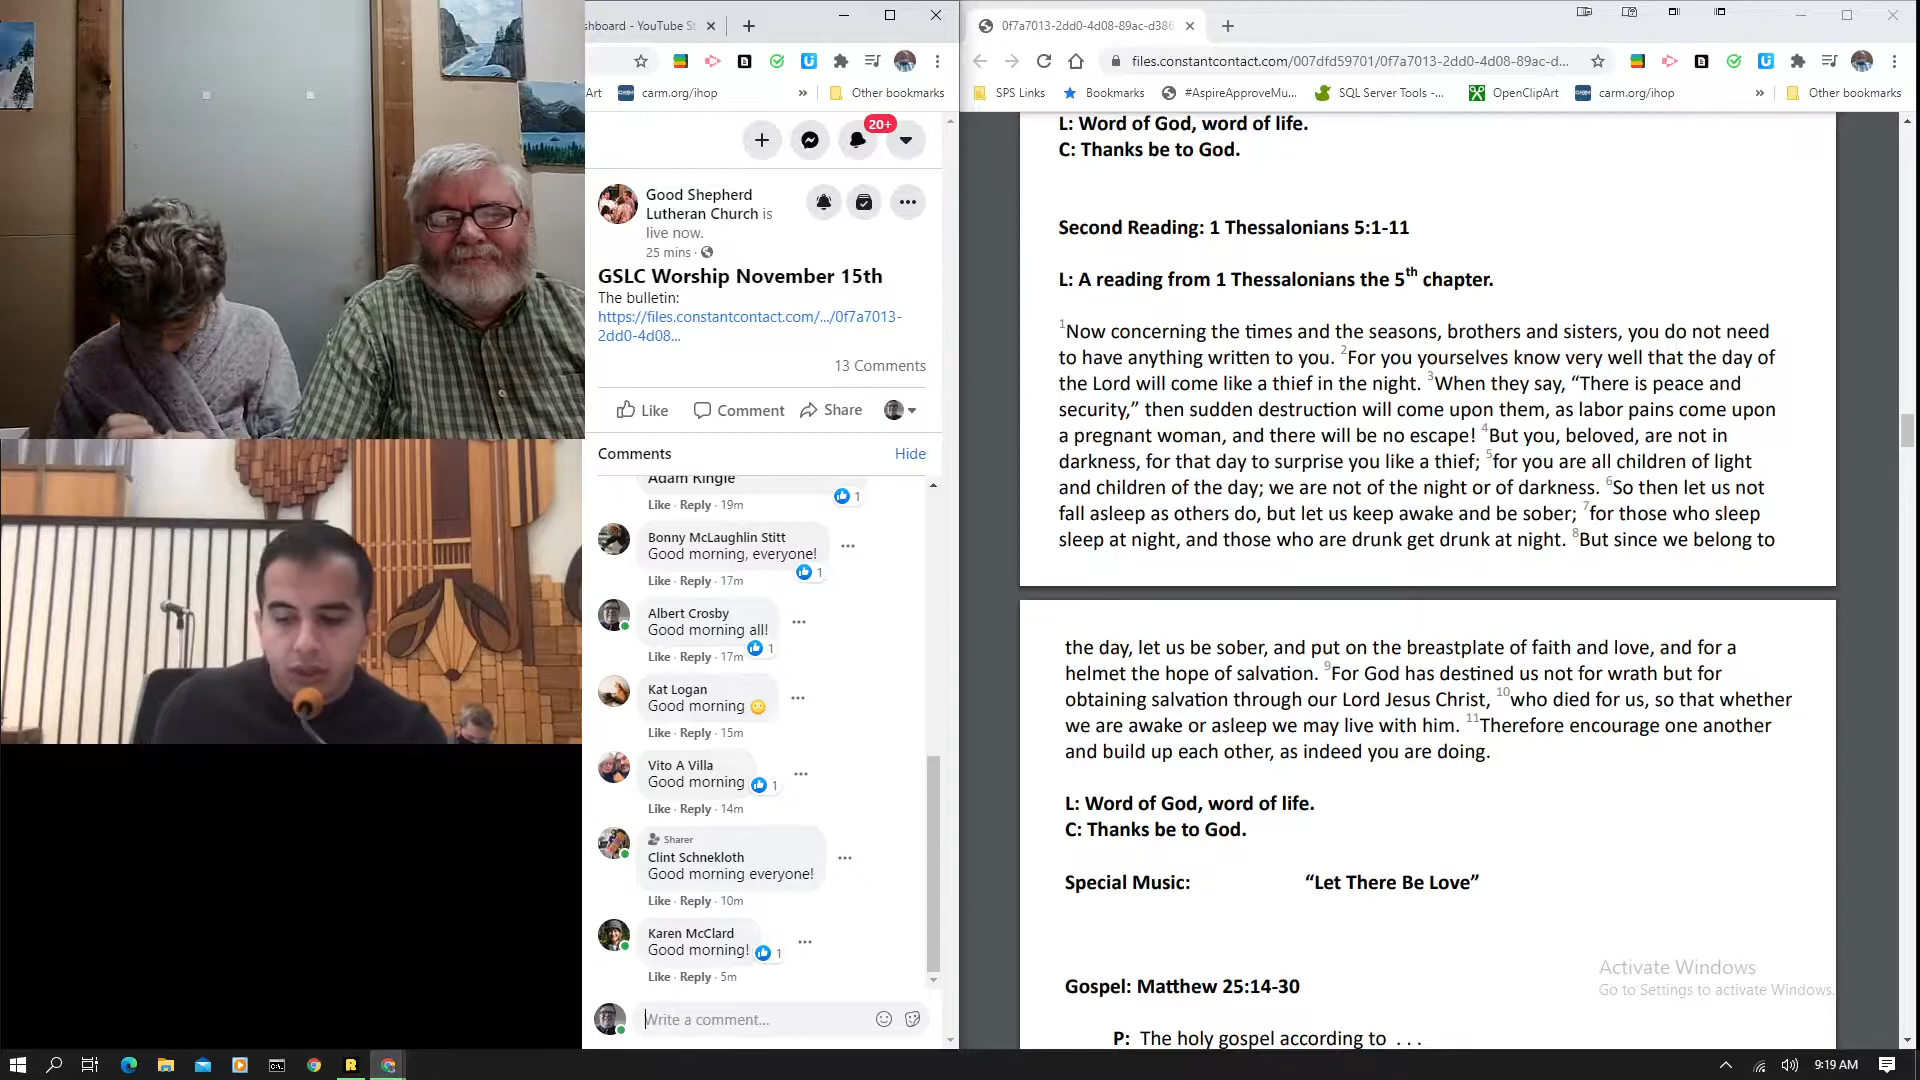 shboard - YouTube St
Art
carm.org/ihop
»
Other bookmarks
20+
Good Shepherd
Lutheran Church is
live now.
25 mins ·
GSLC Worship November 15th
The bulletin:
https://files.constantcontact.com/.../0f7a7013-
2dd0-4d08...
13 Comments
Like
Comment
Share
Comments
Hide
Adam Ringle
1
Like · Reply · 19m
Bonny McLaughlin Stitt
Good morning, everyone!
1
Like · Reply · 17m
Albert Crosby
Good morning all!
1
Like · Reply · 17m
Kat Logan
Good morning 😳
Like · Reply · 15m
Vito A Villa
Good morning
1
Like · Reply · 14m
Sharer
Clint Schnekloth
Good morning everyone!
Like · Reply · 10m
Karen McClard
Good morning!
1
Like · Reply · 5m
Write a comment...
0f7a7013-2dd0-4d08-89ac-d386
files.constantcontact.com/007dfd59701/0f7a7013-2dd0-4d08-89ac-d...
SPS Links
Bookmarks
#AspireApproveMu...
SQL Server Tools -...
OpenClipArt
carm.org/ihop
»
Other bookmarks
L: Word of God, word of life.
C: Thanks be to God.
Second Reading: 1 Thessalonians 5:1-11
L: A reading from 1 Thessalonians the 5th chapter.
1Now concerning the times and the seasons, brothers and sisters, you do not need
to have anything written to you. 2For you yourselves know very well that the day of
the Lord will come like a thief in the night. 3When they say, “There is peace and
security,” then sudden destruction will come upon them, as labor pains come upon
a pregnant woman, and there will be no escape! 4But you, beloved, are not in
darkness, for that day to surprise you like a thief; 5for you are all children of light
and children of the day; we are not of the night or of darkness. 6So then let us not
fall asleep as others do, but let us keep awake and be sober; 7for those who sleep
sleep at night, and those who are drunk get drunk at night. 8But since we belong to
the day, let us be sober, and put on the breastplate of faith and love, and for a
helmet the hope of salvation. 9For God has destined us not for wrath but for
obtaining salvation through our Lord Jesus Christ, 10who died for us, so that whether
we are awake or asleep we may live with him. 11Therefore encourage one another
and build up each other, as indeed you are doing.
L: Word of God, word of life.
C: Thanks be to God.
Special Music: “Let There Be Love”
Gospel: Matthew 25:14-30
P: The holy gospel according to . . .
Activate Windows
Go to Settings to activate Windows.
9:19 AM